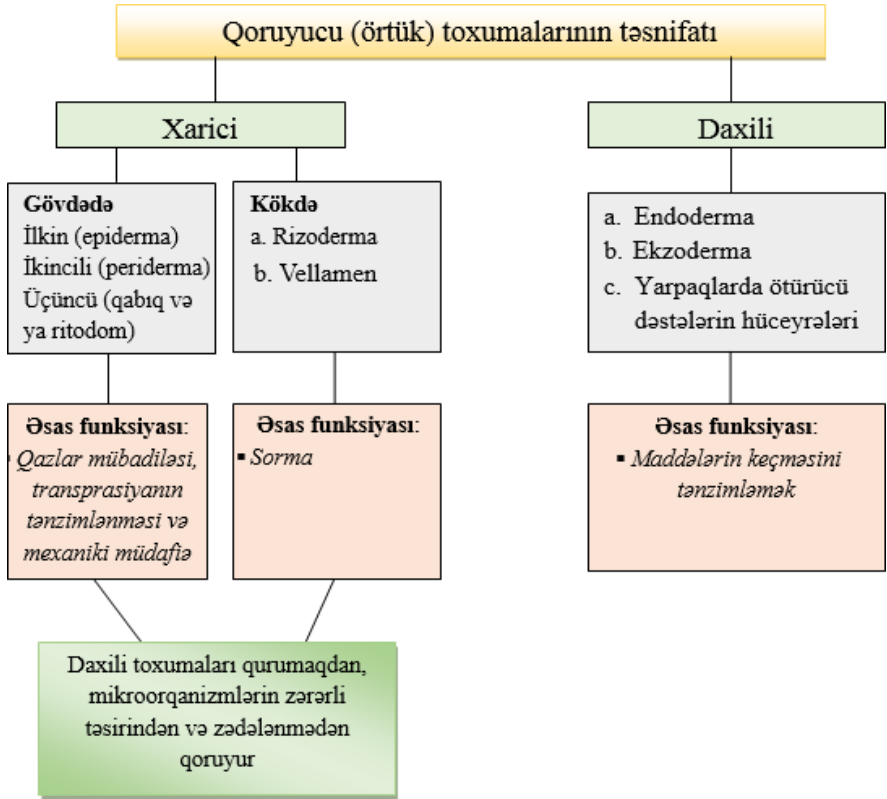 Qoruyucu (örtük) toxumalarının təsnifatı
Xarici
Daxili
Gövdədə
İlkin (epiderma)
İkincili (periderma)
Üçüncü (qabıq və
ya ritodom)
Kökdə
a. Rizoderma
b. Vellamen
a. Endoderma
b. Ekzoderma
c. Yarpaqlarda ötürücü
dəstələrin hüceyrələri
Əsas funksiyası:
▪ Qazlar mübadiləsi,
transprasiyanın
tənzimlənməsi və
mexaniki müdafiə
Əsas funksiyası:
▪ Sorma
Əsas funksiyası:
▪ Maddələrin keçməsini
tənzimləmək
Daxili toxumaları qurumaqdan,
mikroorqanizmlərin zərərli
təsirindən və zədələnmədən
qoruyur